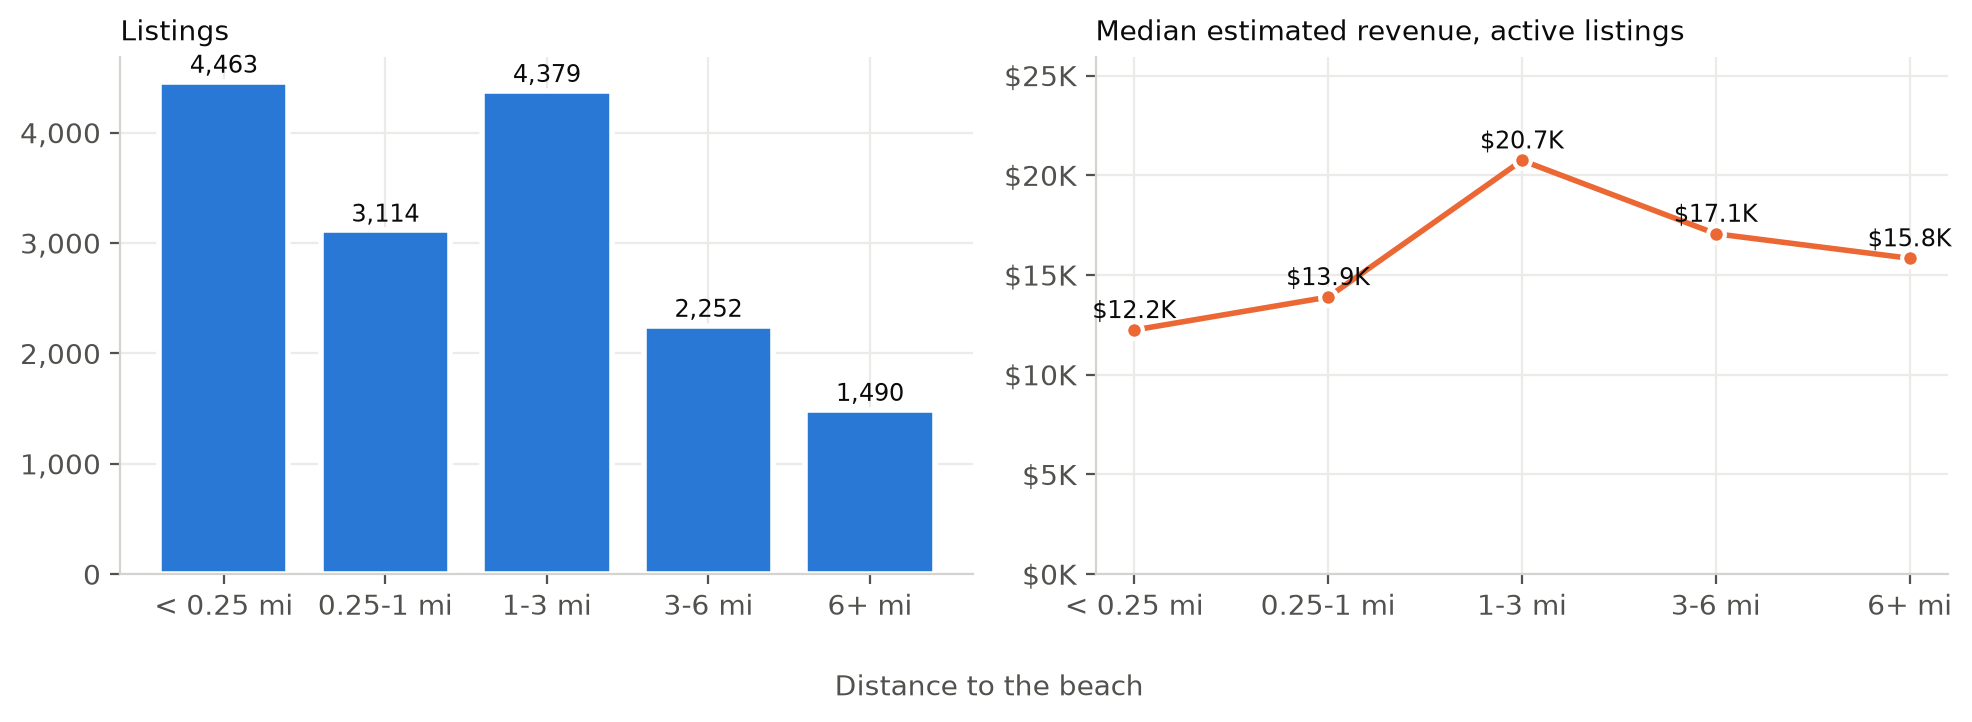 Listings
4,463
3,114
4,379
2,252
1,490
4,000
3,000
2,000
1,000
0
< 0.25 mi
0.25-1 mi
1-3 mi
3-6 mi
6+ mi
Median estimated revenue, active listings
$25K
$20K
$15K
$10K
$5K
$0K
$12.2K
$13.9K
$20.7K
$17.1K
$15.8K
< 0.25 mi
0.25-1 mi
1-3 mi
3-6 mi
6+ mi
Distance to the beach